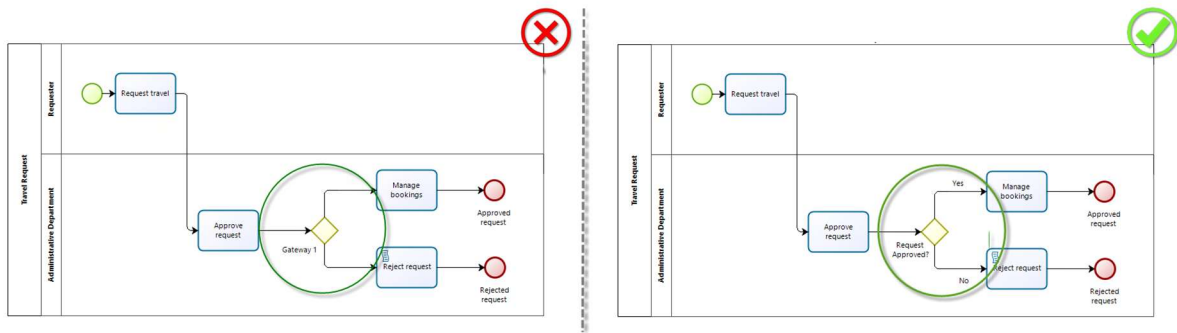 Travel Request
Requester
Administrative Department
Request travel
Approve
request
Gateway 1
Manage
bookings
Approved
request
Reject request
Rejected
request
Travel Request
Requester
Administrative Department
Request travel
Approve
request
Request
Approved?
Yes
Manage
bookings
Approved
request
No
Reject request
Rejected
request